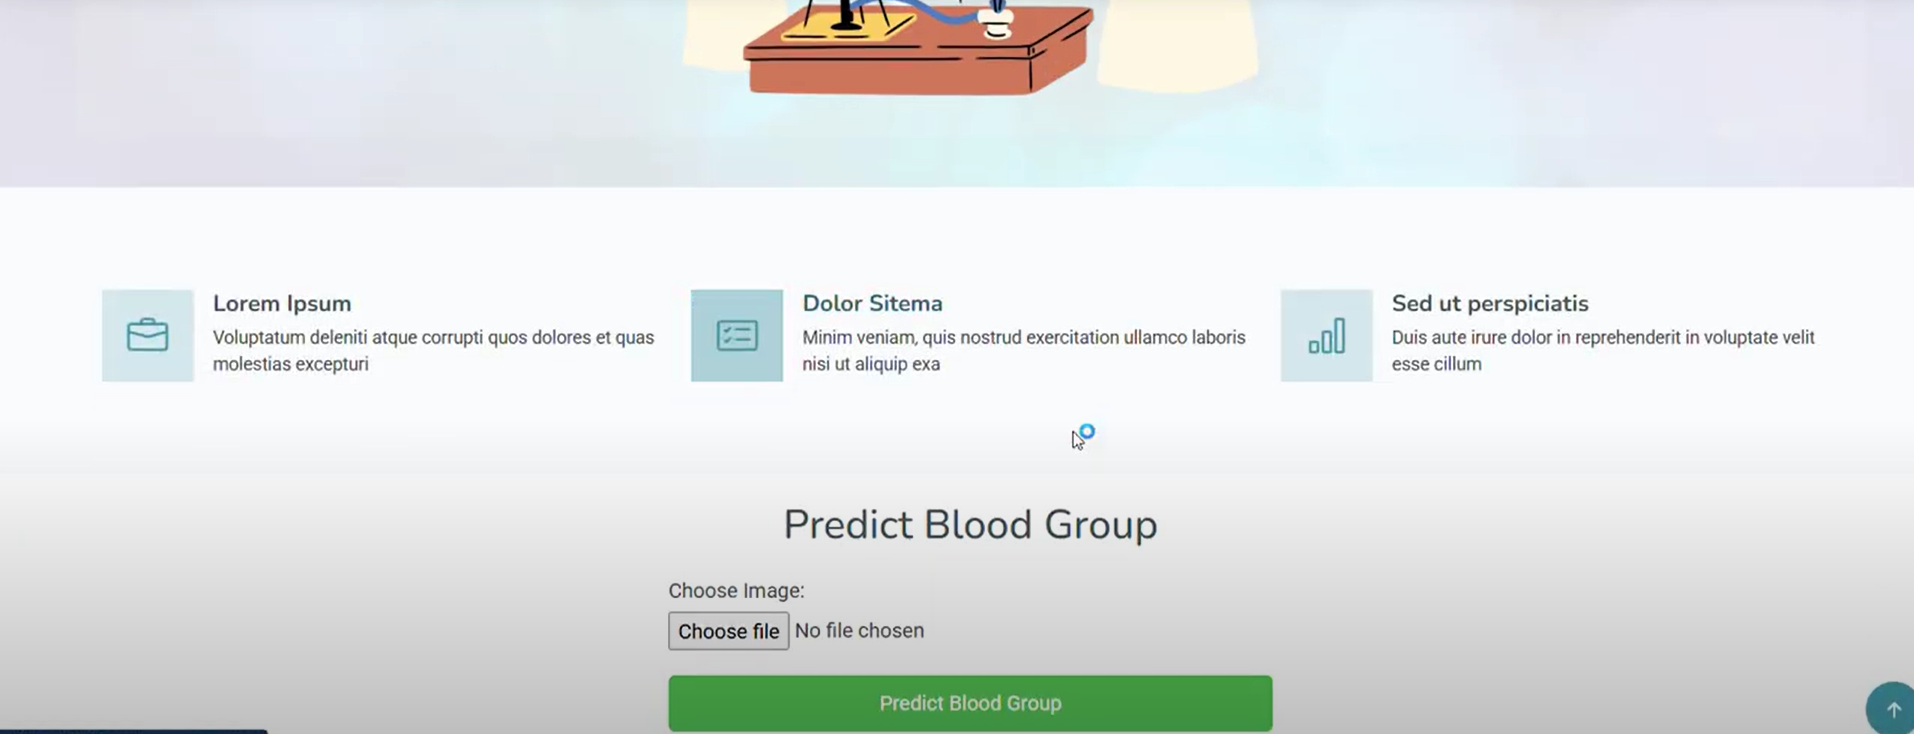 Lorem Ipsum
Voluptatum deleniti atque corrupti quos dolores et quas
molestias excepturi
Dolor Sitema
Minim veniam, quis nostrud exercitation ullamco laboris
nisi ut aliquip exa
Sed ut perspiciatis
Duis aute irure dolor in reprehenderit in voluptate velit
esse cillum
Predict Blood Group
Choose Image:
Choose file No file chosen
Predict Blood Group